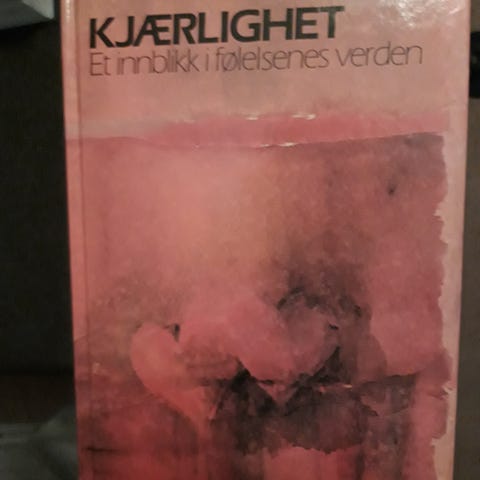 KJÆRLIGHET
Et innblikk i følelsenes verden